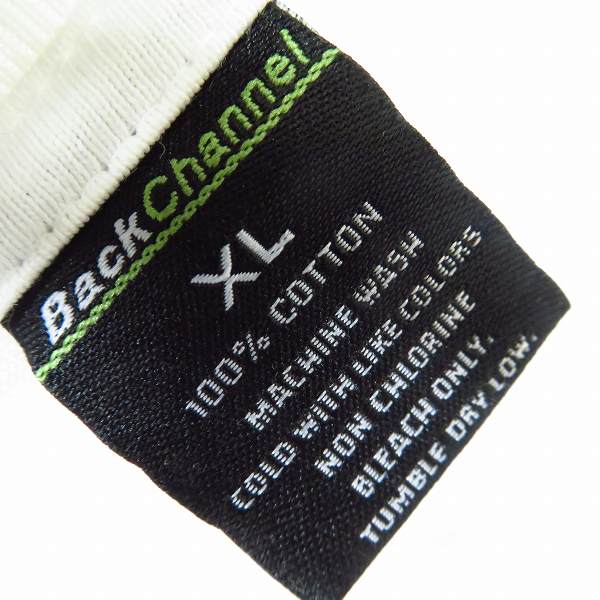 BackChannel
XL
100% COTTON
MACHINE WASH
COLD WITH LIKE COLORS
NON CHLORINE
BLEACH ONLY.
TUMBLE DRY LOW.